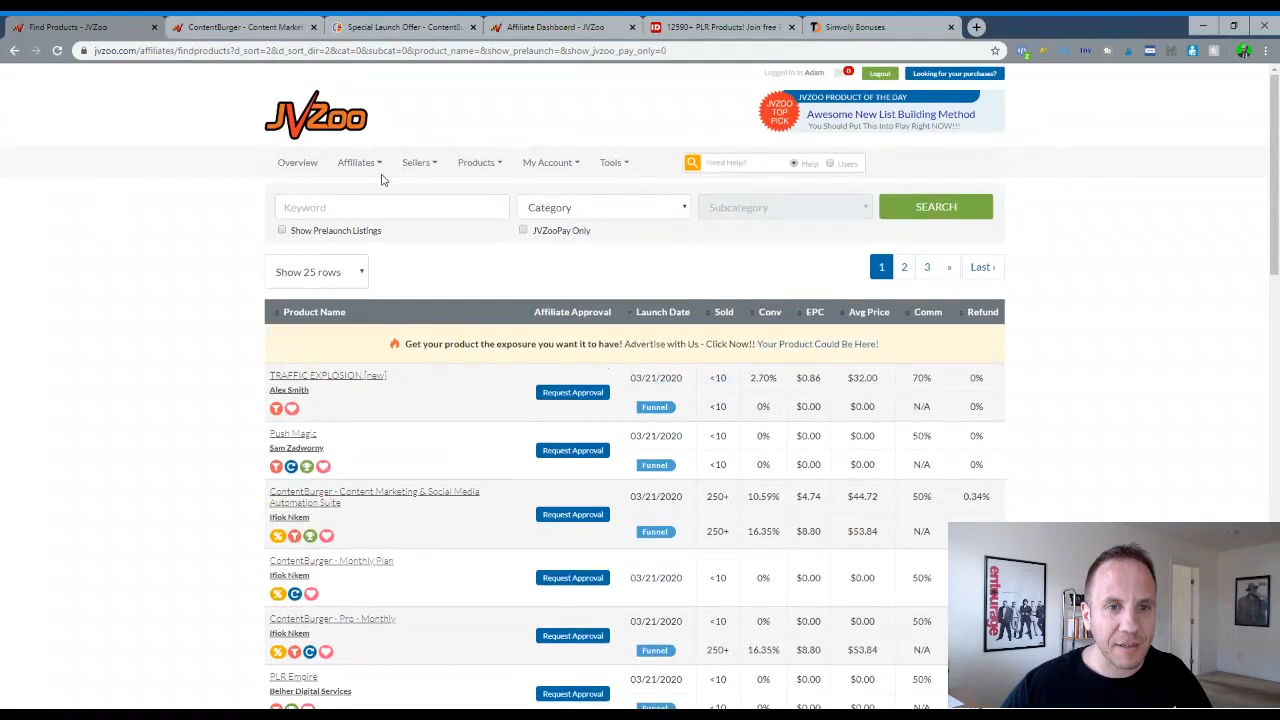 Find Products - JVZoo
ContentBurger - Content Marke
Special Launch Offer - ContentBu
Affiliate Dashboard - JVZoo
12590+ PLR Products! Join free F
Simvoly Bonuses
jvzoo.com/affiliates/findproducts?d_sort=2&d_sort_dir=2&cat=0&subcat=0&product_name=&show_prelaunch=&show_jvzoo_pay_only=0
Logged in as Adam
0
Logout
Looking for your purchases?
JVZoo
JVZOO TOP PICK
JVZOO PRODUCT OF THE DAY
Awesome New List Building Method
You Should Put This Into Play Right NOW!!!
Overview Affiliates Sellers Products My Account Tools
Need Help? Help Users
Keyword Category Subcategory SEARCH
Show Prelaunch Listings JVZooPay Only
Show 25 rows
1 2 3 » Last ›
Product Name Affiliate Approval Launch Date Sold Conv EPC Avg Price Comm Refund
Get your product the exposure you want it to have! Advertise with Us - Click Now!! Your Product Could Be Here!
TRAFFIC EXPLOSION [new]
Alex Smith
Request Approval
03/21/2020 <10 2.70% $0.86 $32.00 70% 0%
Funnel <10 0% $0.00 $0.00 N/A 0%
Push Magic
Sam Zadworny
Request Approval
03/21/2020 <10 0% $0.00 $0.00 50% 0%
Funnel <10 0% $0.00 $0.00 N/A 0%
ContentBurger - Content Marketing & Social Media
Automation Suite
Ifiok Nkem
Request Approval
03/21/2020 250+ 10.59% $4.74 $44.72 50% 0.34%
Funnel 250+ 16.35% $8.80 $53.84 N/A
ContentBurger - Monthly Plan
Ifiok Nkem
Request Approval
03/21/2020 <10 0% $0.00 $0.00 50%
ContentBurger - Pro - Monthly
Ifiok Nkem
Request Approval
03/21/2020 <10 0% $0.00 $0.00 50%
Funnel 250+ 16.35% $8.80 $53.84 N/A
PLR Empire
Belher Digital Services
Request Approval
03/21/2020 <10 0% $0.00 $0.00 50%
entourage